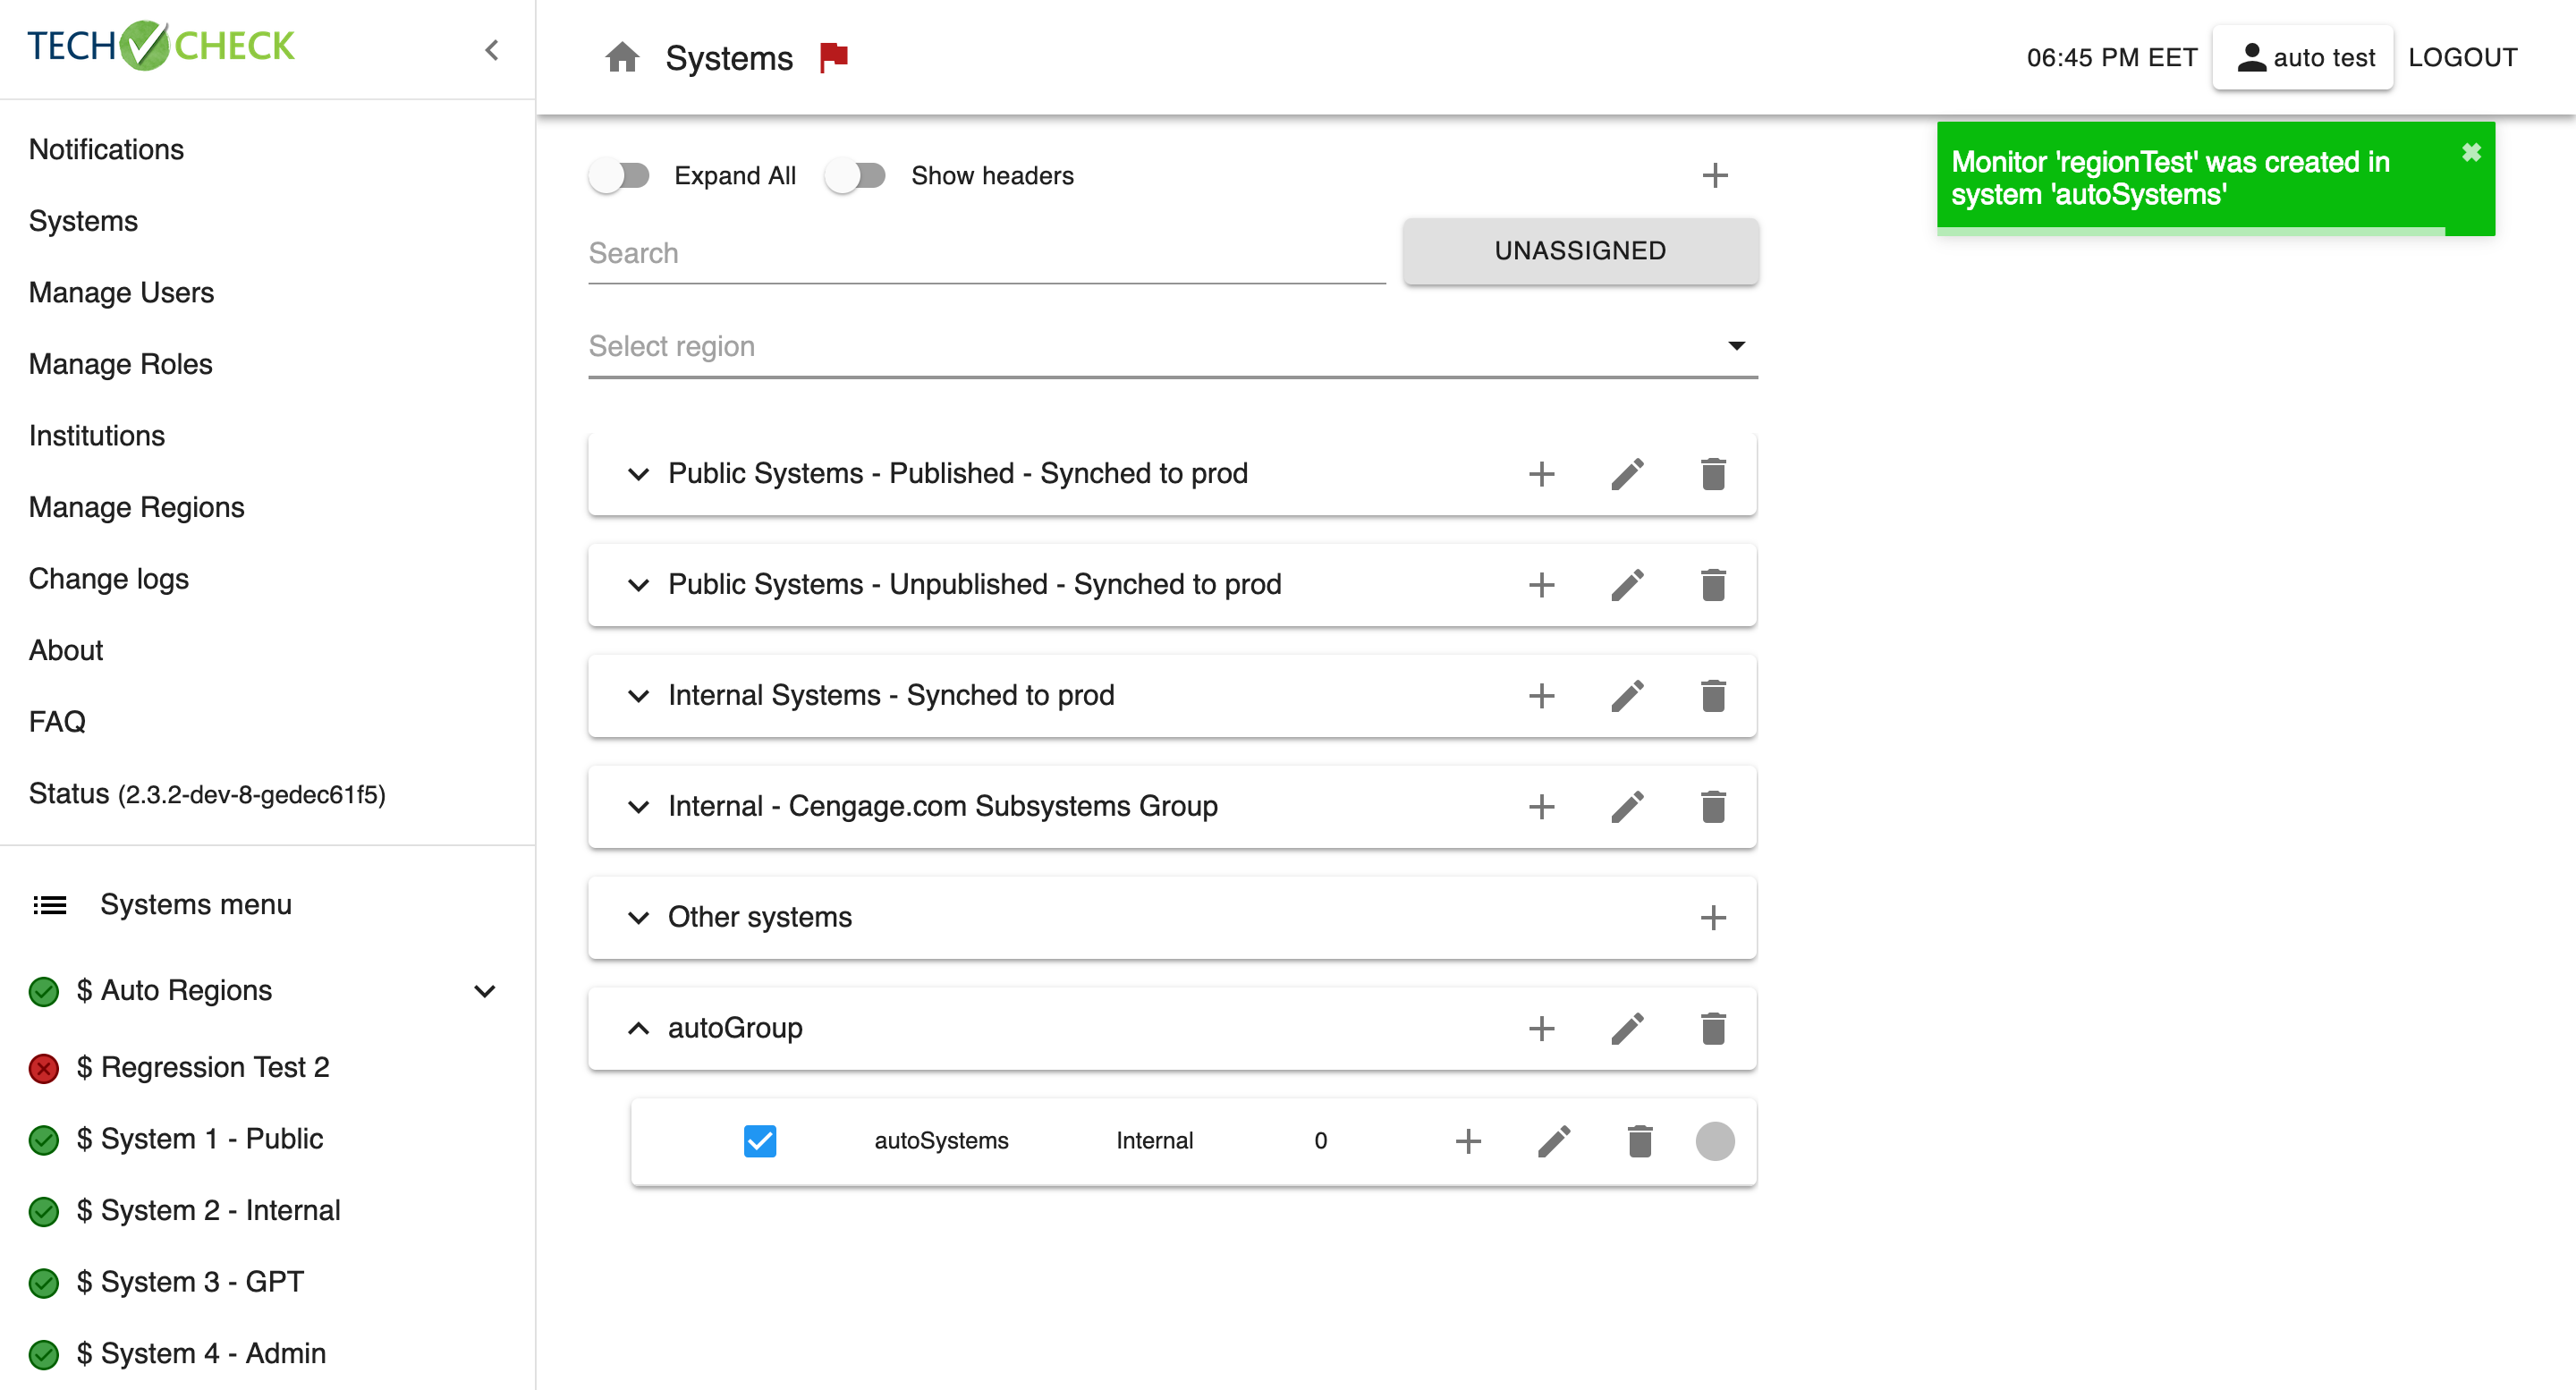 TECH CHECK
Notifications
Systems
Manage Users
Manage Roles
Institutions
Manage Regions
Change logs
About
FAQ
Status (2.3.2-dev-8-gedec61f5)
Systems menu
$ Auto Regions
$ Regression Test 2
$ System 1 - Public
$ System 2 - Internal
$ System 3 - GPT
$ System 4 - Admin
Systems
06:45 PM EET
auto test
LOGOUT
Monitor 'regionTest' was created in
system 'autoSystems'
Expand All
Show headers
Search
UNASSIGNED
Select region
Public Systems - Published - Synched to prod
Public Systems - Unpublished - Synched to prod
Internal Systems - Synched to prod
Internal - Cengage.com Subsystems Group
Other systems
autoGroup
autoSystems Internal 0